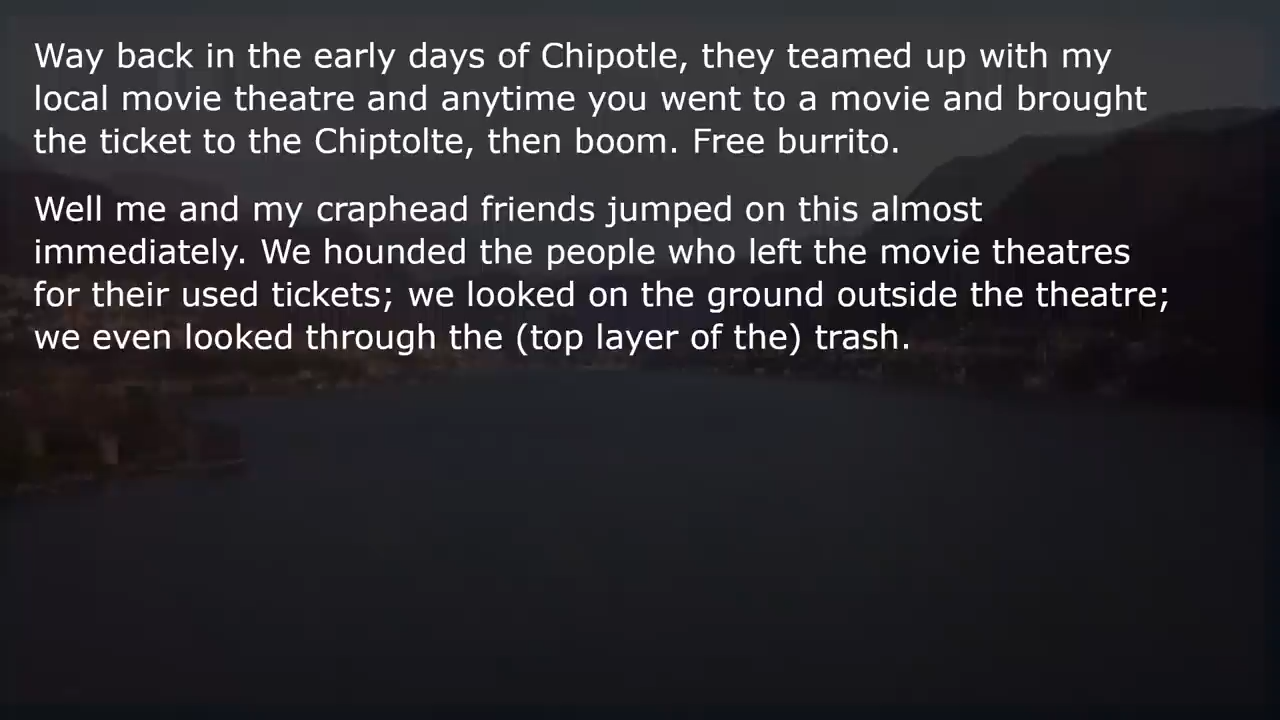 Way back in the early days of Chipotle, they teamed up with my
local movie theatre and anytime you went to a movie and brought
the ticket to the Chiptolte, then boom. Free burrito.
Well me and my craphead friends jumped on this almost
immediately. We hounded the people who left the movie theatres
for their used tickets; we looked on the ground outside the theatre;
we even looked through the (top layer of the) trash.